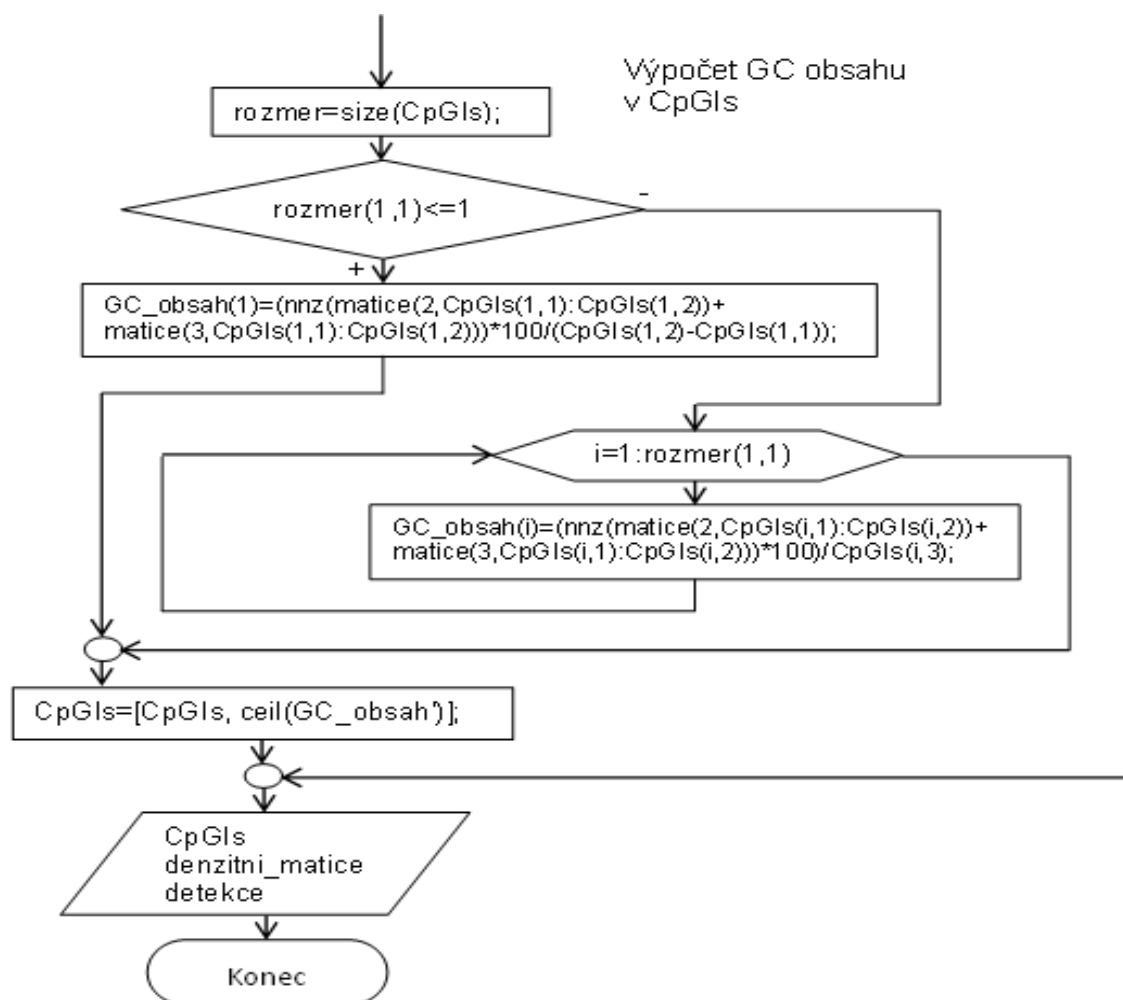 Výpočet GC obsahu
v CpGIs
rozmer=size(CpGIs);
rozmer(1,1)<=1
-
+
GC_obsah(1)=(nnz(matice(2,CpGIs(1,1):CpGIs(1,2))+
matice(3,CpGIs(1,1):CpGIs(1,2)))*100/(CpGIs(1,2)-CpGIs(1,1));
i=1:rozmer(1,1)
GC_obsah(i)=(nnz(matice(2,CpGIs(i,1):CpGIs(i,2))+
matice(3,CpGIs(i,1):CpGIs(i,2)))*100)/CpGIs(i,3);
CpGIs=[CpGIs, ceil(GC_obsah')];
CpGIs
denzitni_matice
detekce
Konec